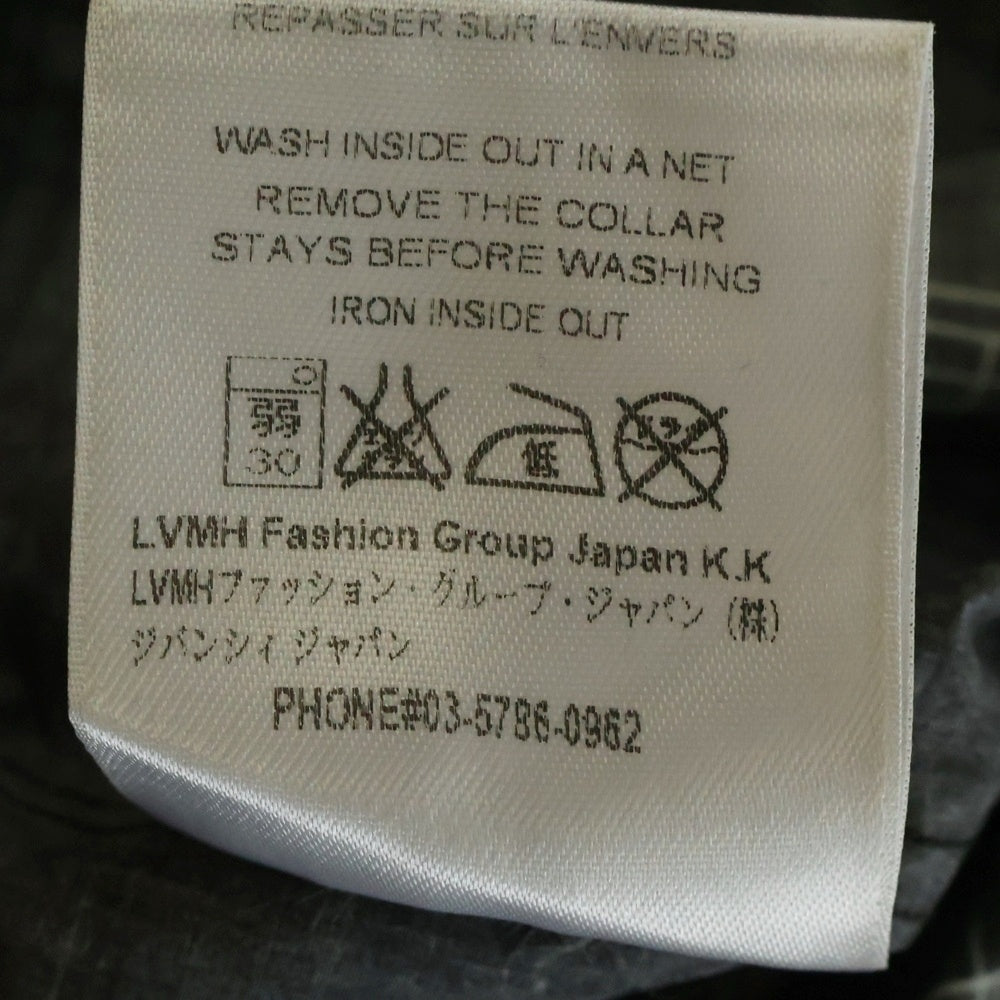 REPASSER SUR L'ENVERS
WASH INSIDE OUT IN A NET
REMOVE THE COLLAR
STAYS BEFORE WASHING
IRON INSIDE OUT
弱
30
低
LVMH Fashion Group Japan K.K
LVMHファッション・グループ・ジャパン (株)
ジバンシィ ジャパン
PHONE#03-5786-0962